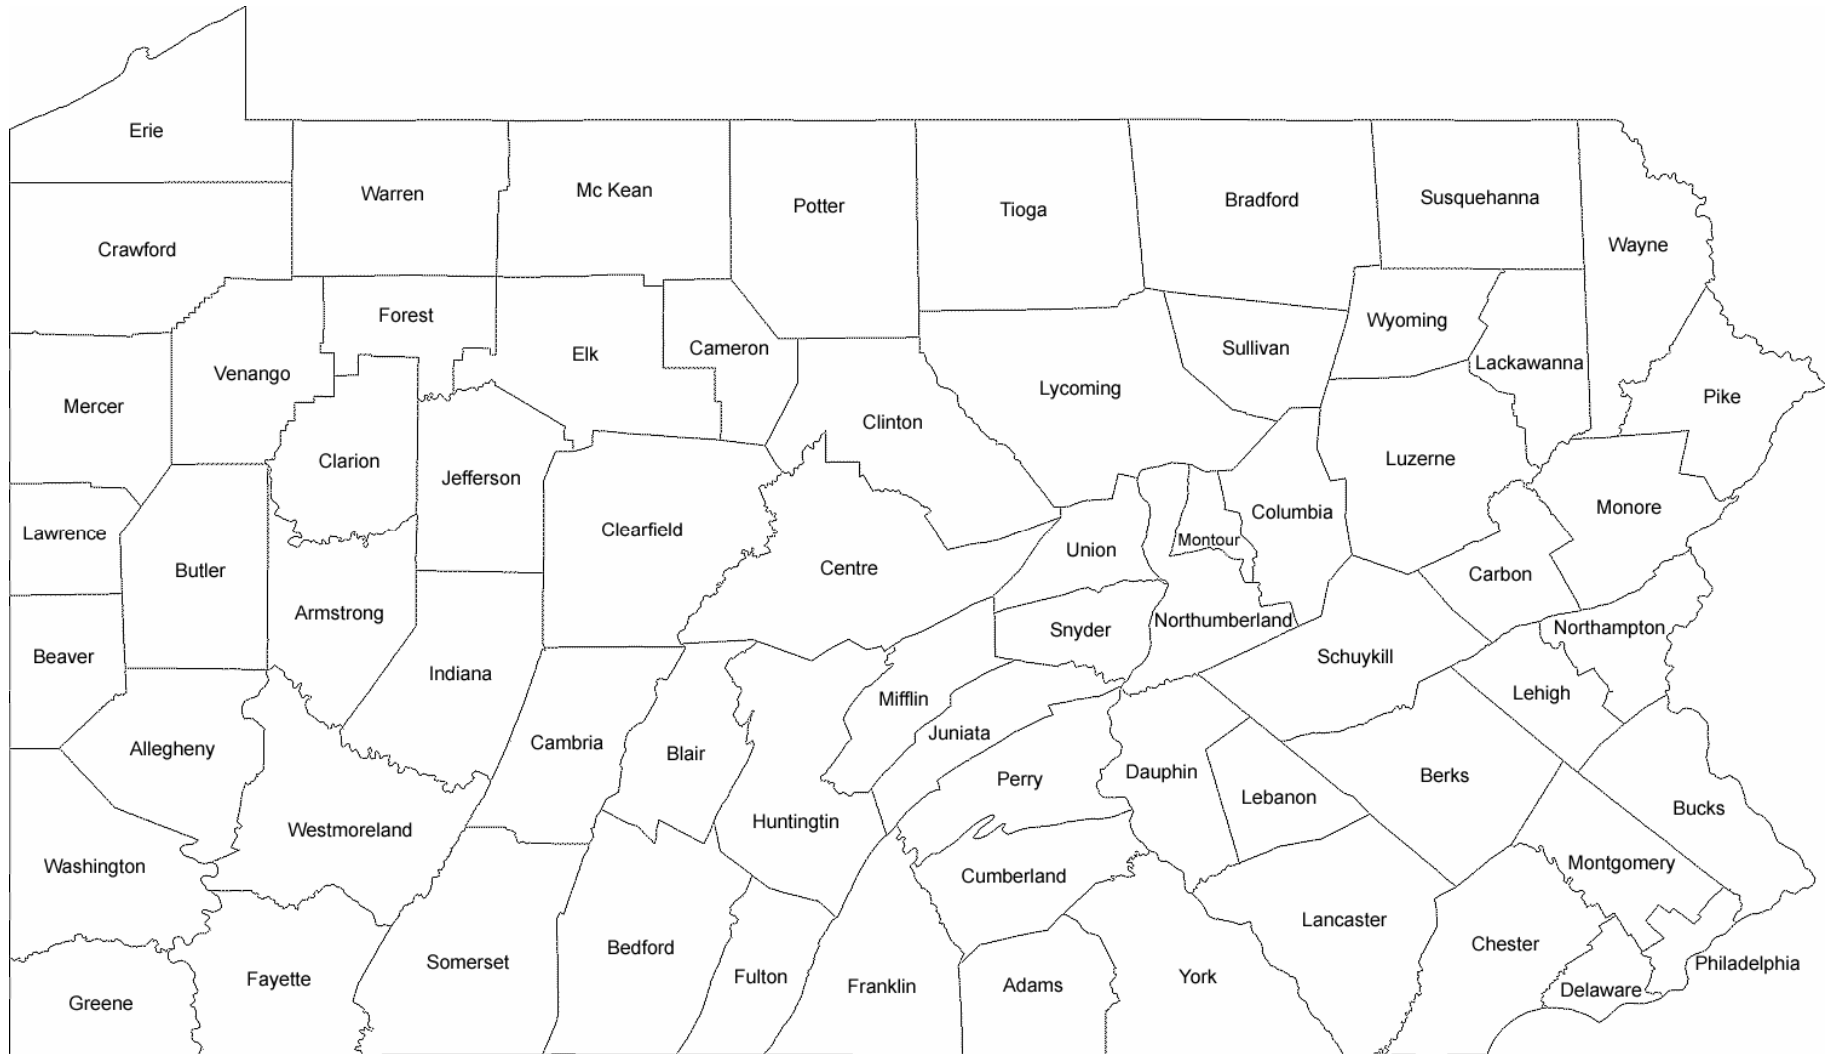 Erie
Warren
Mc Kean
Potter
Tioga
Bradford
Susquehanna
Wayne
Crawford
Forest
Elk
Cameron
Wyoming
Sullivan
Lackawanna
Venango
Mercer
Lycoming
Pike
Clinton
Clarion
Jefferson
Luzerne
Monore
Lawrence
Clearfield
Columbia
Montour
Union
Butler
Centre
Carbon
Armstrong
Northumberland
Northampton
Snyder
Beaver
Indiana
Schuykill
Mifflin
Lehigh
Juniata
Allegheny
Cambria
Blair
Perry
Dauphin
Berks
Lebanon
Bucks
Huntingtin
Westmoreland
Washington
Cumberland
Montgomery
Lancaster
Chester
Bedford
Somerset
Philadelphia
Fayette
Fulton
Franklin
Adams
York
Delaware
Greene